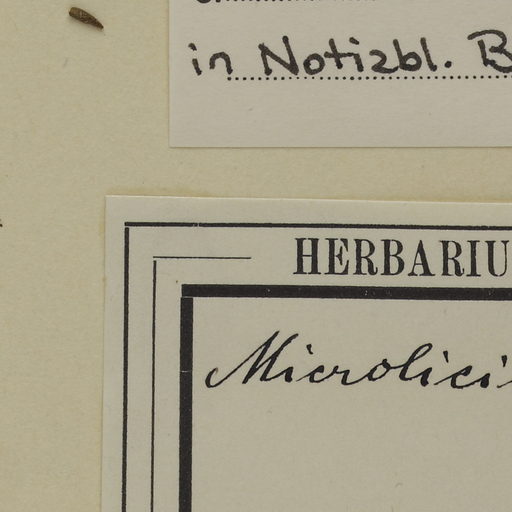 in Notizbl. B
HERBARIU
Microlici